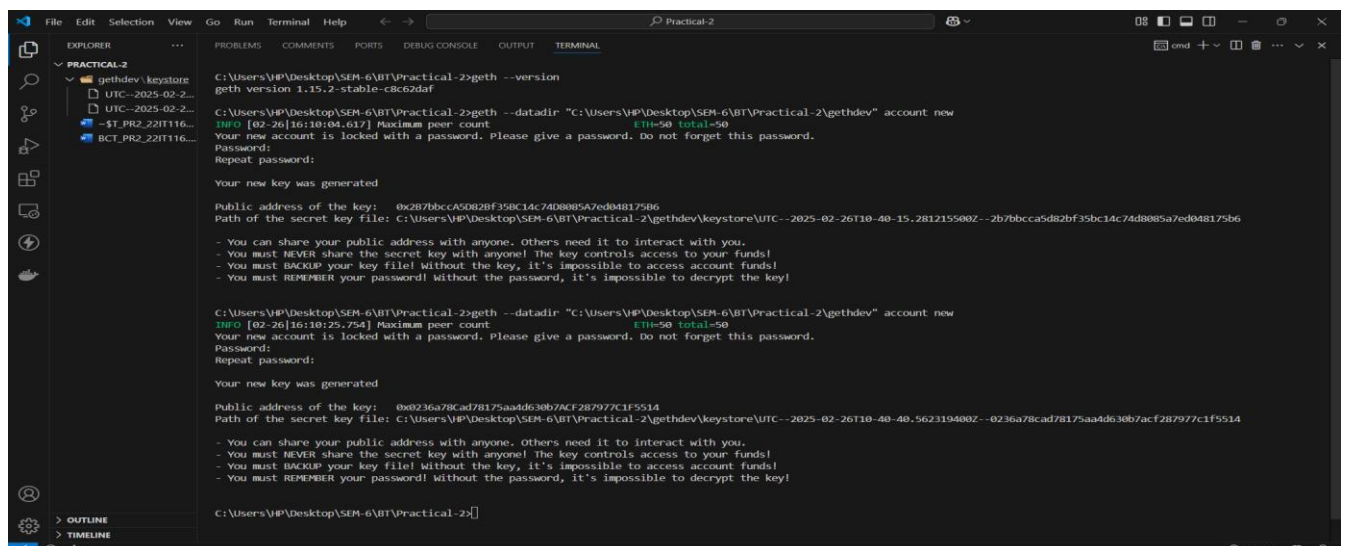 File Edit Selection View Go Run Terminal Help
Practical-2
EXPLORER
PRACTICAL-2
gethdev\keystore
UTC--2025-02-2...
UTC--2025-02-2...
~$T_PR2_22IT116...
BCT_PR2_22IT116....
OUTLINE
TIMELINE
PROBLEMS COMMENTS PORTS DEBUG CONSOLE OUTPUT TERMINAL
cmd
C:\Users\HP\Desktop\SEM-6\BT\Practical-2>geth --version
geth version 1.15.2-stable-c8c62daf
C:\Users\HP\Desktop\SEM-6\BT\Practical-2>geth --datadir "C:\Users\HP\Desktop\SEM-6\BT\Practical-2\gethdev" account new
INFO [02-26|16:10:04.617] Maximum peer count ETH=50 total=50
Your new account is locked with a password. Please give a password. Do not forget this password.
Password:
Repeat password:
Your new key was generated
Public address of the key: 0x2B7bbccA5D82Bf35BC14c74D8085A7ed048175B6
Path of the secret key file: C:\Users\HP\Desktop\SEM-6\BT\Practical-2\gethdev\keystore\UTC--2025-02-26T10-40-15.281215500Z--2b7bbcca5d82bf35bc14c74d8085a7ed048175b6
- You can share your public address with anyone. Others need it to interact with you.
- You must NEVER share the secret key with anyone! The key controls access to your funds!
- You must BACKUP your key file! Without the key, it's impossible to access account funds!
- You must REMEMBER your password! Without the password, it's impossible to decrypt the key!
C:\Users\HP\Desktop\SEM-6\BT\Practical-2>geth --datadir "C:\Users\HP\Desktop\SEM-6\BT\Practical-2\gethdev" account new
INFO [02-26|16:10:25.754] Maximum peer count ETH=50 total=50
Your new account is locked with a password. Please give a password. Do not forget this password.
Password:
Repeat password:
Your new key was generated
Public address of the key: 0x0236a78Cad78175aa4d630b7ACF287977C1F5514
Path of the secret key file: C:\Users\HP\Desktop\SEM-6\BT\Practical-2\gethdev\keystore\UTC--2025-02-26T10-40-40.562319400Z--0236a78cad78175aa4d630b7acf287977c1f5514
- You can share your public address with anyone. Others need it to interact with you.
- You must NEVER share the secret key with anyone! The key controls access to your funds!
- You must BACKUP your key file! Without the key, it's impossible to access account funds!
- You must REMEMBER your password! Without the password, it's impossible to decrypt the key!
C:\Users\HP\Desktop\SEM-6\BT\Practical-2>